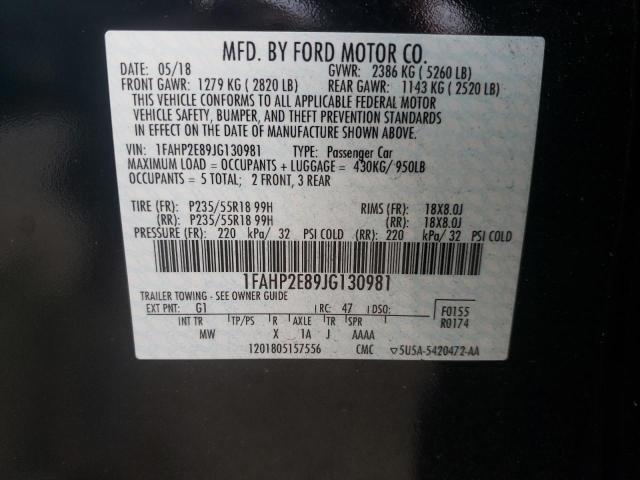 MFD. BY FORD MOTOR CO.
DATE: 05/18 GVWR: 2386 KG ( 5260 LB)
FRONT GAWR: 1279 KG ( 2820 LB) REAR GAWR: 1143 KG ( 2520 LB)
THIS VEHICLE CONFORMS TO ALL APPLICABLE FEDERAL MOTOR
VEHICLE SAFETY, BUMPER, AND THEFT PREVENTION STANDARDS
IN EFFECT ON THE DATE OF MANUFACTURE SHOWN ABOVE.
VIN: 1FAHP2E89JG130981 TYPE: Passenger Car
MAXIMUM LOAD = OCCUPANTS + LUGGAGE = 430KG/ 950LB
OCCUPANTS = 5 TOTAL; 2 FRONT, 3 REAR
TIRE (FR): P235/55R18 99H RIMS (FR): 18X8.0J
(RR): P235/55R18 99H (RR): 18X8.0J
PRESSURE (FR): 220 kPa/ 32 PSI COLD (RR): 220 kPa/ 32 PSI COLD
1FAHP2E89JG130981
TRAILER TOWING - SEE OWNER GUIDE
EXT PNT: G1 RC: 47 DSO: F0155
INT TR TP/PS R AXLE TR SPR R0174
MW X 1A J AAAA
1201805157556 CMC ▽5U5A-5420472-AA